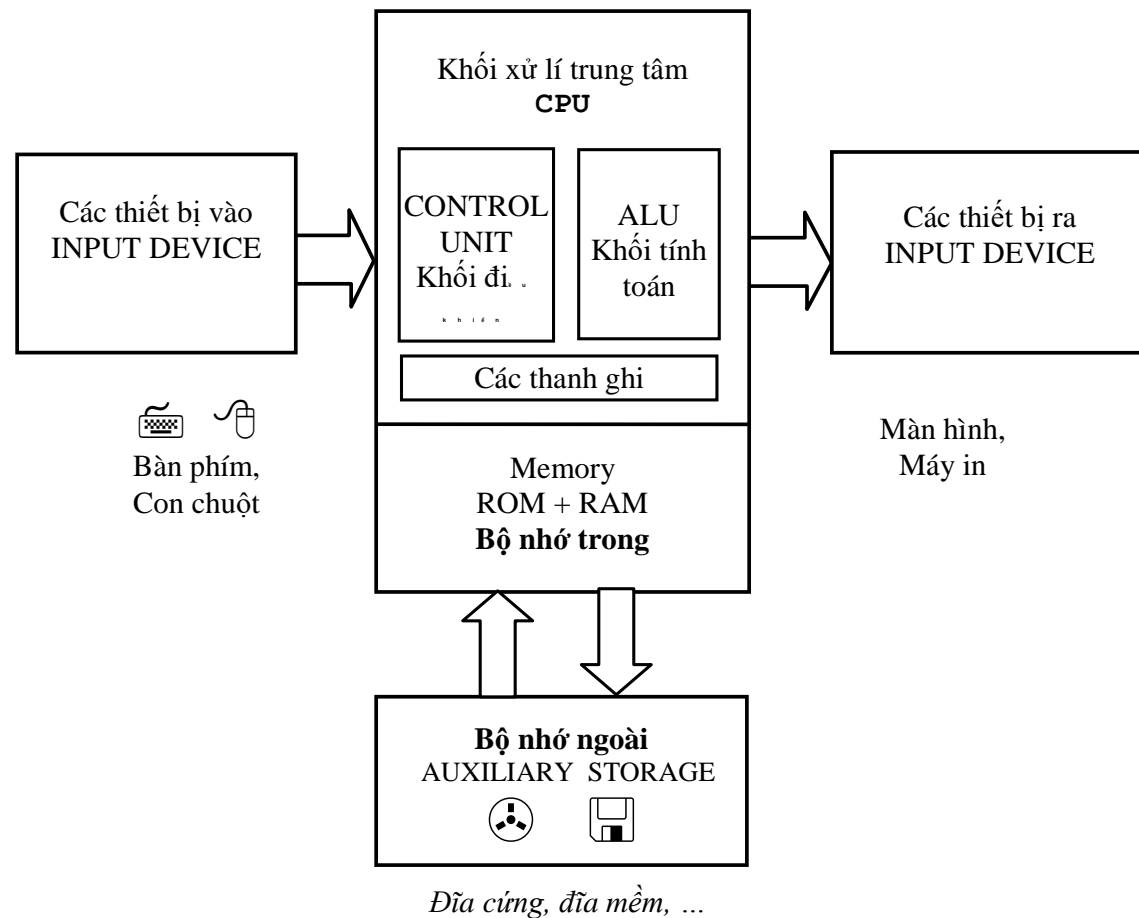 Khối xử lí trung tâm
CPU
Các thiết bị vào
INPUT DEVICE
CONTROL
UNIT
Khối điều
khiển
ALU
Khối tính
toán
Các thiết bị ra
INPUT DEVICE
Các thanh ghi
Bàn phím,
Con chuột
Màn hình,
Máy in
Memory
ROM + RAM
Bộ nhớ trong
Bộ nhớ ngoài
AUXILIARY STORAGE
Đĩa cứng, đĩa mềm, ...